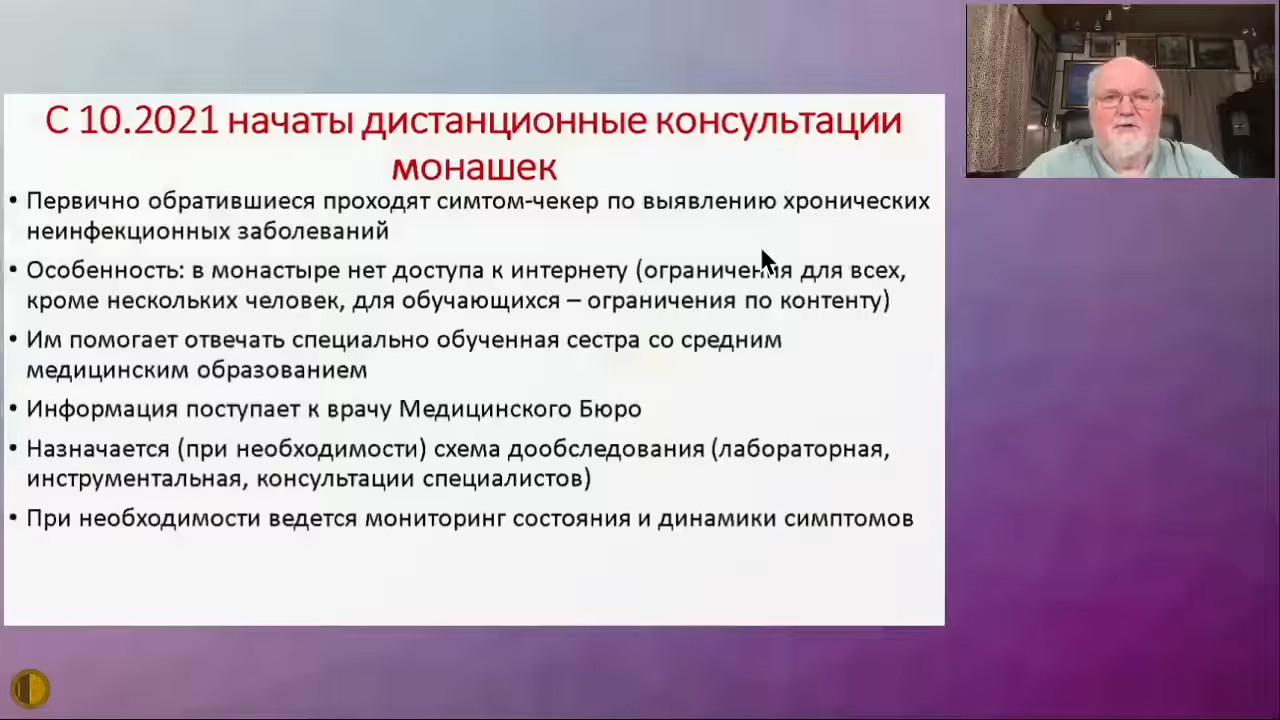 С 10.2021 начаты дистанционные консультации
монашек
• Первично обратившиеся проходят симтом-чекер по выявлению хронических
неинфекционных заболеваний
• Особенность: в монастыре нет доступа к интернету (ограничения для всех,
кроме нескольких человек, для обучающихся – ограничения по контенту)
• Им помогает отвечать специально обученная сестра со средним
медицинским образованием
• Информация поступает к врачу Медицинского Бюро
• Назначается (при необходимости) схема дообследования (лабораторная,
инструментальная, консультации специалистов)
• При необходимости ведется мониторинг состояния и динамики симптомов